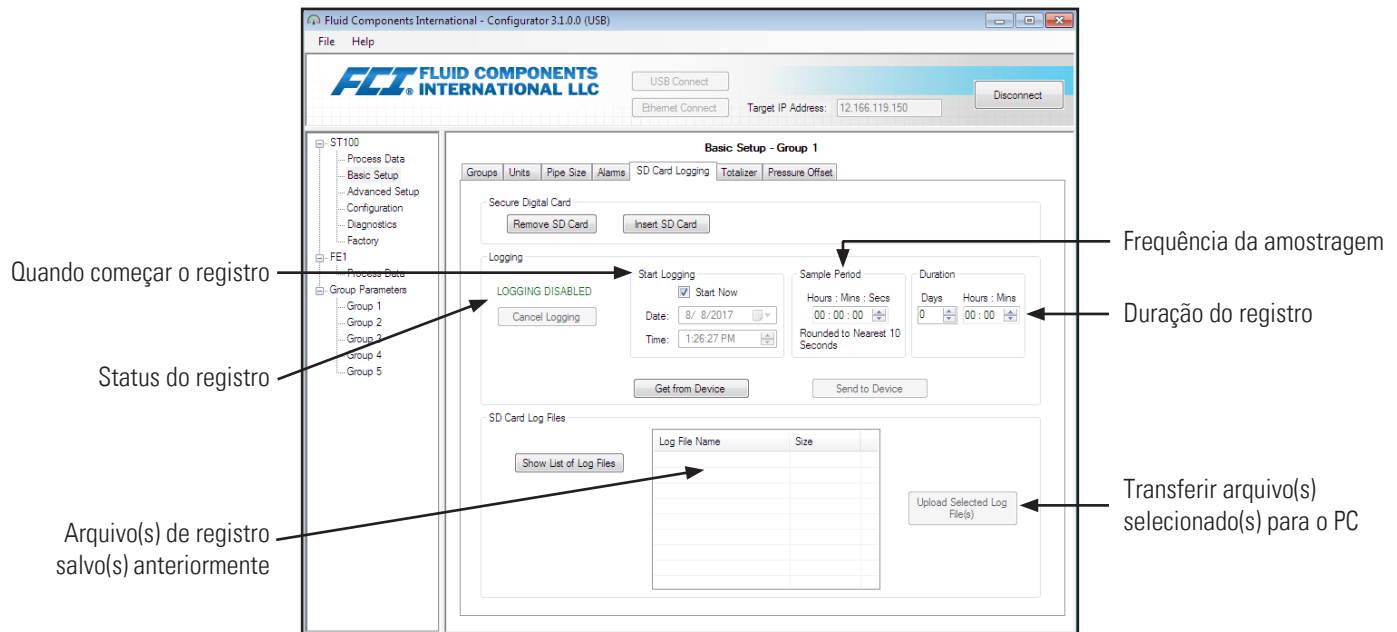 Fluid Components International - Configurator 3.1.0.0 (USB)
File Help
FCI® FLUID COMPONENTS
INTERNATIONAL LLC
USB Connect
Ethernet Connect
Target IP Address: 12.166.119.150
Disconnect
ST100
Process Data
Basic Setup
Advanced Setup
Configuration
Diagnostics
Factory
FE1
Process Data
Group Parameters
Group 1
Group 2
Group 3
Group 4
Group 5
Basic Setup - Group 1
Groups Units Pipe Size Alarms SD Card Logging Totalizer Pressure Offset
Secure Digital Card
Remove SD Card Insert SD Card
Logging
LOGGING DISABLED
Cancel Logging
Start Logging
Start Now
Date: 8/ 8/2017
Time: 1:26:27 PM
Sample Period
Hours : Mins : Secs
00 : 00 : 00
Rounded to Nearest 10
Seconds
Duration
Days Hours : Mins
0 00 : 00
Get from Device Send to Device
SD Card Log Files
Show List of Log Files
Log File Name Size
Upload Selected Log
File(s)
Quando começar o registro
Status do registro
Arquivo(s) de registro
salvo(s) anteriormente
Frequência da amostragem
Duração do registro
Transferir arquivo(s)
selecionado(s) para o PC